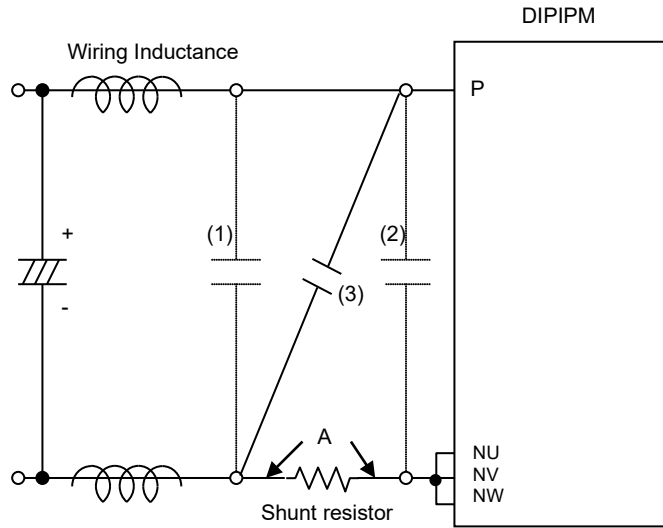 DIPIPM
Wiring Inductance
P
+
(1)
(2)
(3)
-
A
NU
NV
NW
Shunt resistor